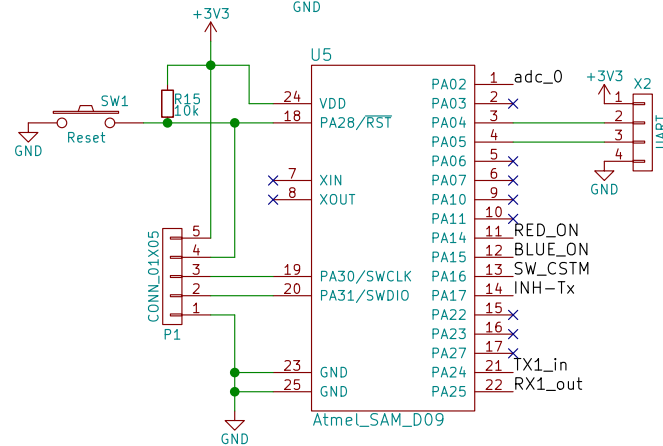 GND
+3V3
U5
PA02 1 adc_0
+3V3 X2
SW1
R15
10k
24 VDD
PA03 2
1
18 PA28/RST
PA04 3
2
Reset
GND
PA05 4
3
UART
PA06 5
4
7 XIN
PA07 6
GND
8 XOUT
PA10 9
PA11 10
5
PA14 11 RED_ON
4
PA15 12 BLUE_ON
3
19 PA30/SWCLK
PA16 13 SW_CSTM
2
20 PA31/SWDIO
PA17 14 INH-Tx
1
CONN_01X05
P1
PA22 15
PA23 16
PA27 17
23 GND
PA24 21 TX1_in
25 GND
PA25 22 RX1_out
Atmel_SAM_D09
GND